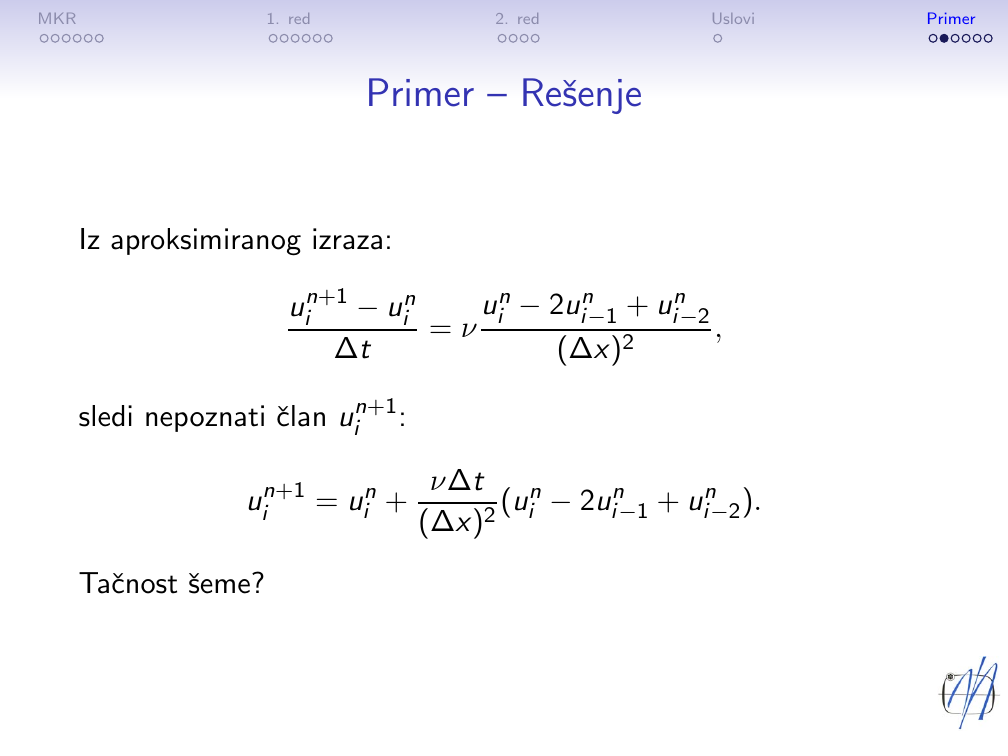 MKR 1. red 2. red Uslovi Primer
Primer – Rešenje
Iz aproksimiranog izraza:
\frac{u_i^{n+1} - u_i^n}{\Delta t} = \nu \frac{u_i^n - 2u_{i-1}^n + u_{i-2}^n}{(\Delta x)^2},
sledi nepoznati član u_i^{n+1}:
u_i^{n+1} = u_i^n + \frac{\nu \Delta t}{(\Delta x)^2}(u_i^n - 2u_{i-1}^n + u_{i-2}^n).
Tačnost šeme?